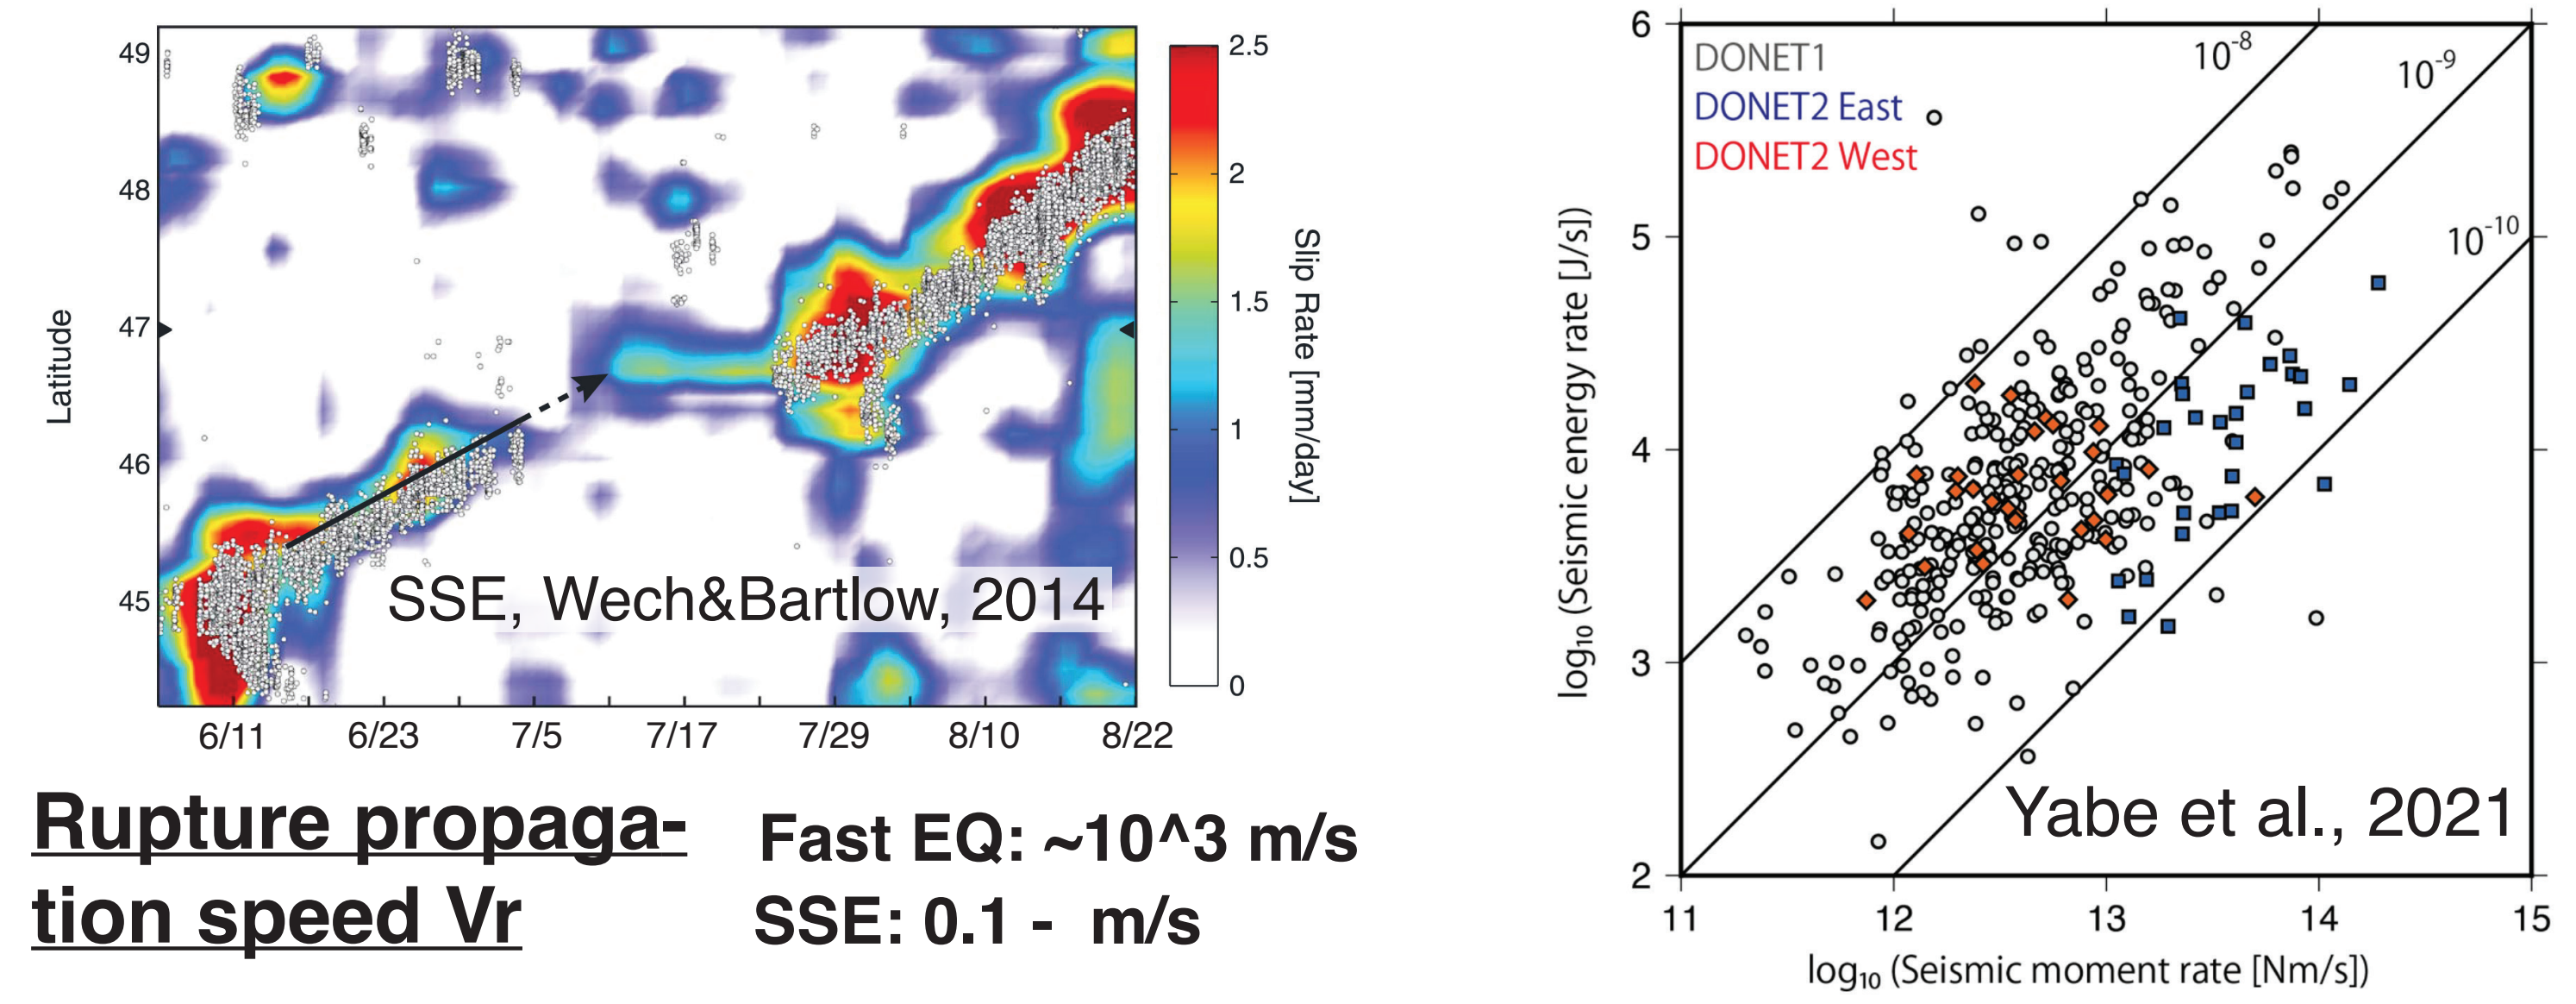 49
48
47
46
45
Latitude
6/11
6/23
7/5
7/17
7/29
8/10
8/22
SSE, Wech&Bartlow, 2014
2.5
2
1.5
1
0.5
0
Slip Rate [mm/day]
Rupture propaga-
tion speed Vr
Fast EQ: ~10^3 m/s
SSE: 0.1 - m/s
6
5
4
3
2
log₁₀ (Seismic energy rate [J/s])
DONET1
DONET2 East
DONET2 West
10⁻⁸
10⁻⁹
10⁻¹⁰
Yabe et al., 2021
11
12
13
14
15
log₁₀ (Seismic moment rate [Nm/s])